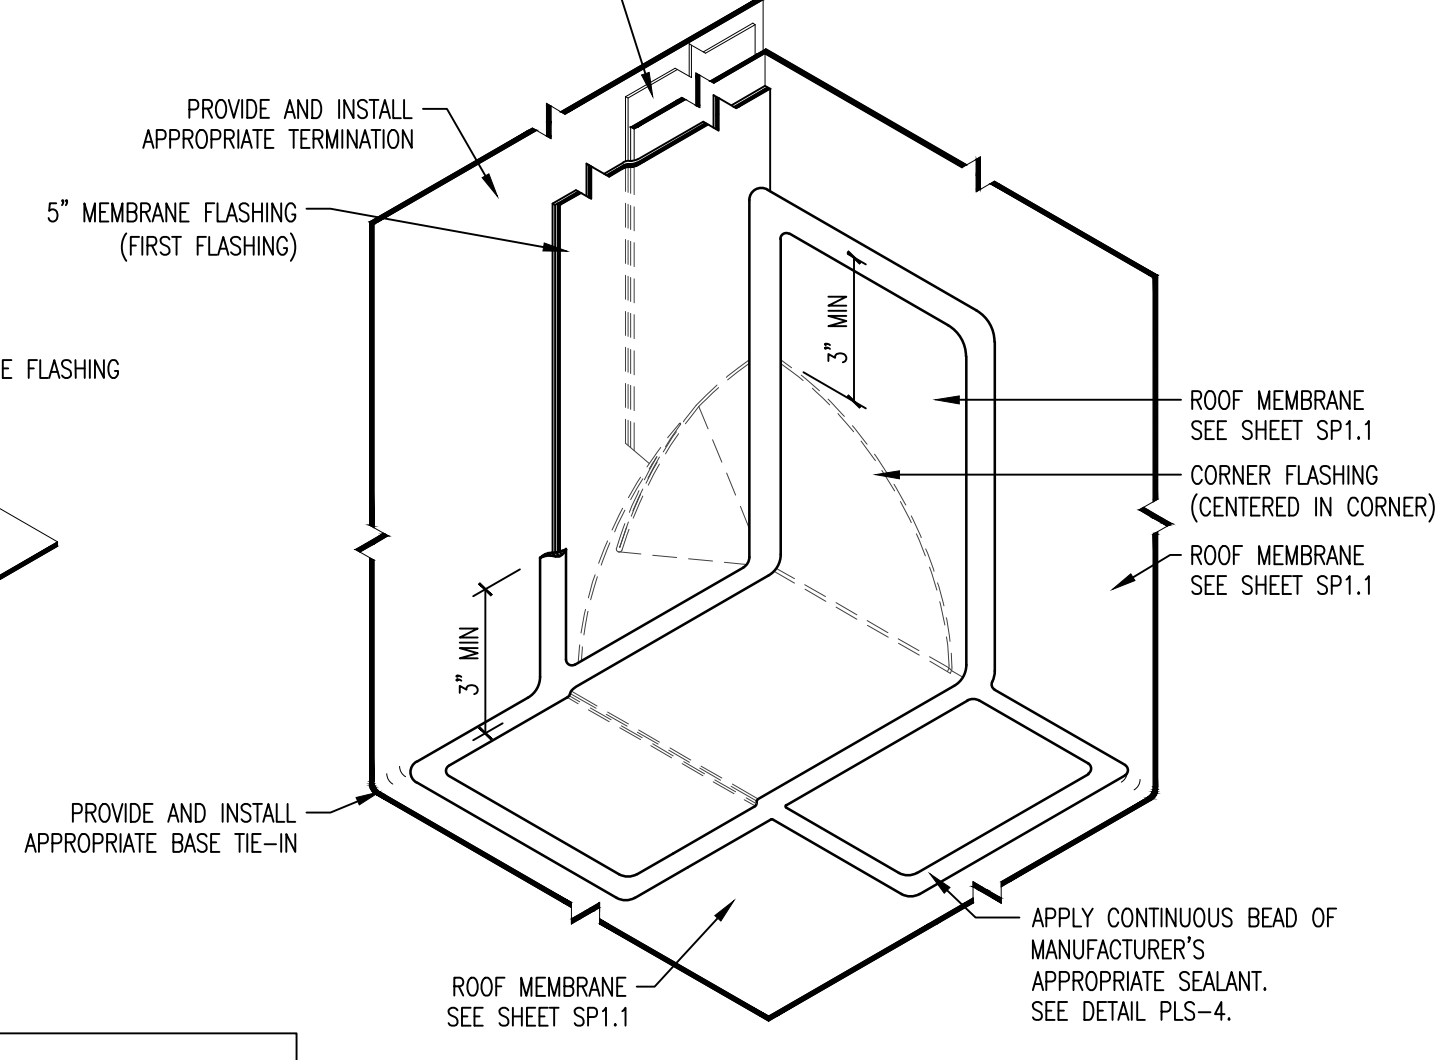 PROVIDE AND INSTALL
APPROPRIATE TERMINATION
5" MEMBRANE FLASHING
(FIRST FLASHING)
E FLASHING
3" MIN
ROOF MEMBRANE
SEE SHEET SP1.1
CORNER FLASHING
(CENTERED IN CORNER)
ROOF MEMBRANE
SEE SHEET SP1.1
3" MIN
PROVIDE AND INSTALL
APPROPRIATE BASE TIE-IN
ROOF MEMBRANE
SEE SHEET SP1.1
APPLY CONTINUOUS BEAD OF
MANUFACTURER'S
APPROPRIATE SEALANT.
SEE DETAIL PLS-4.